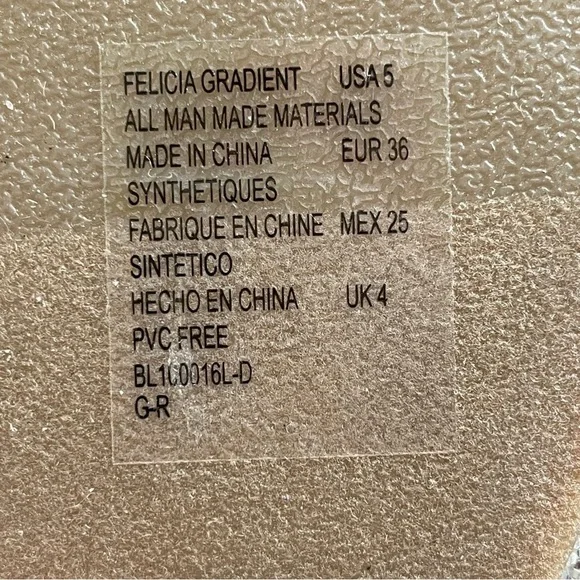 FELICIA GRADIENT USA 5
ALL MAN MADE MATERIALS
MADE IN CHINA EUR 36
SYNTHETIQUES
FABRIQUE EN CHINE MEX 25
SINTETICO
HECHO EN CHINA UK 4
PVC FREE
BL100016L-D
G-R